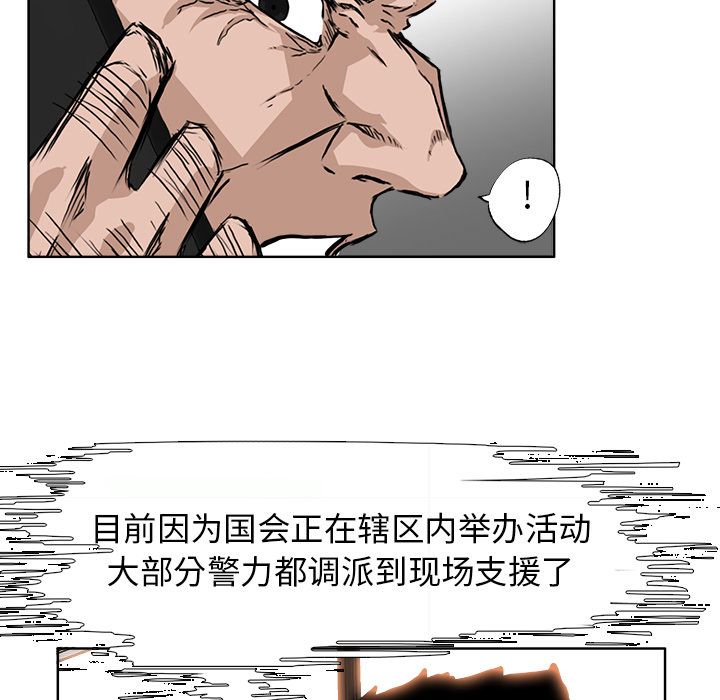 !
目前因为国会正在辖区内举办活动
大部分警力都调派到现场支援了